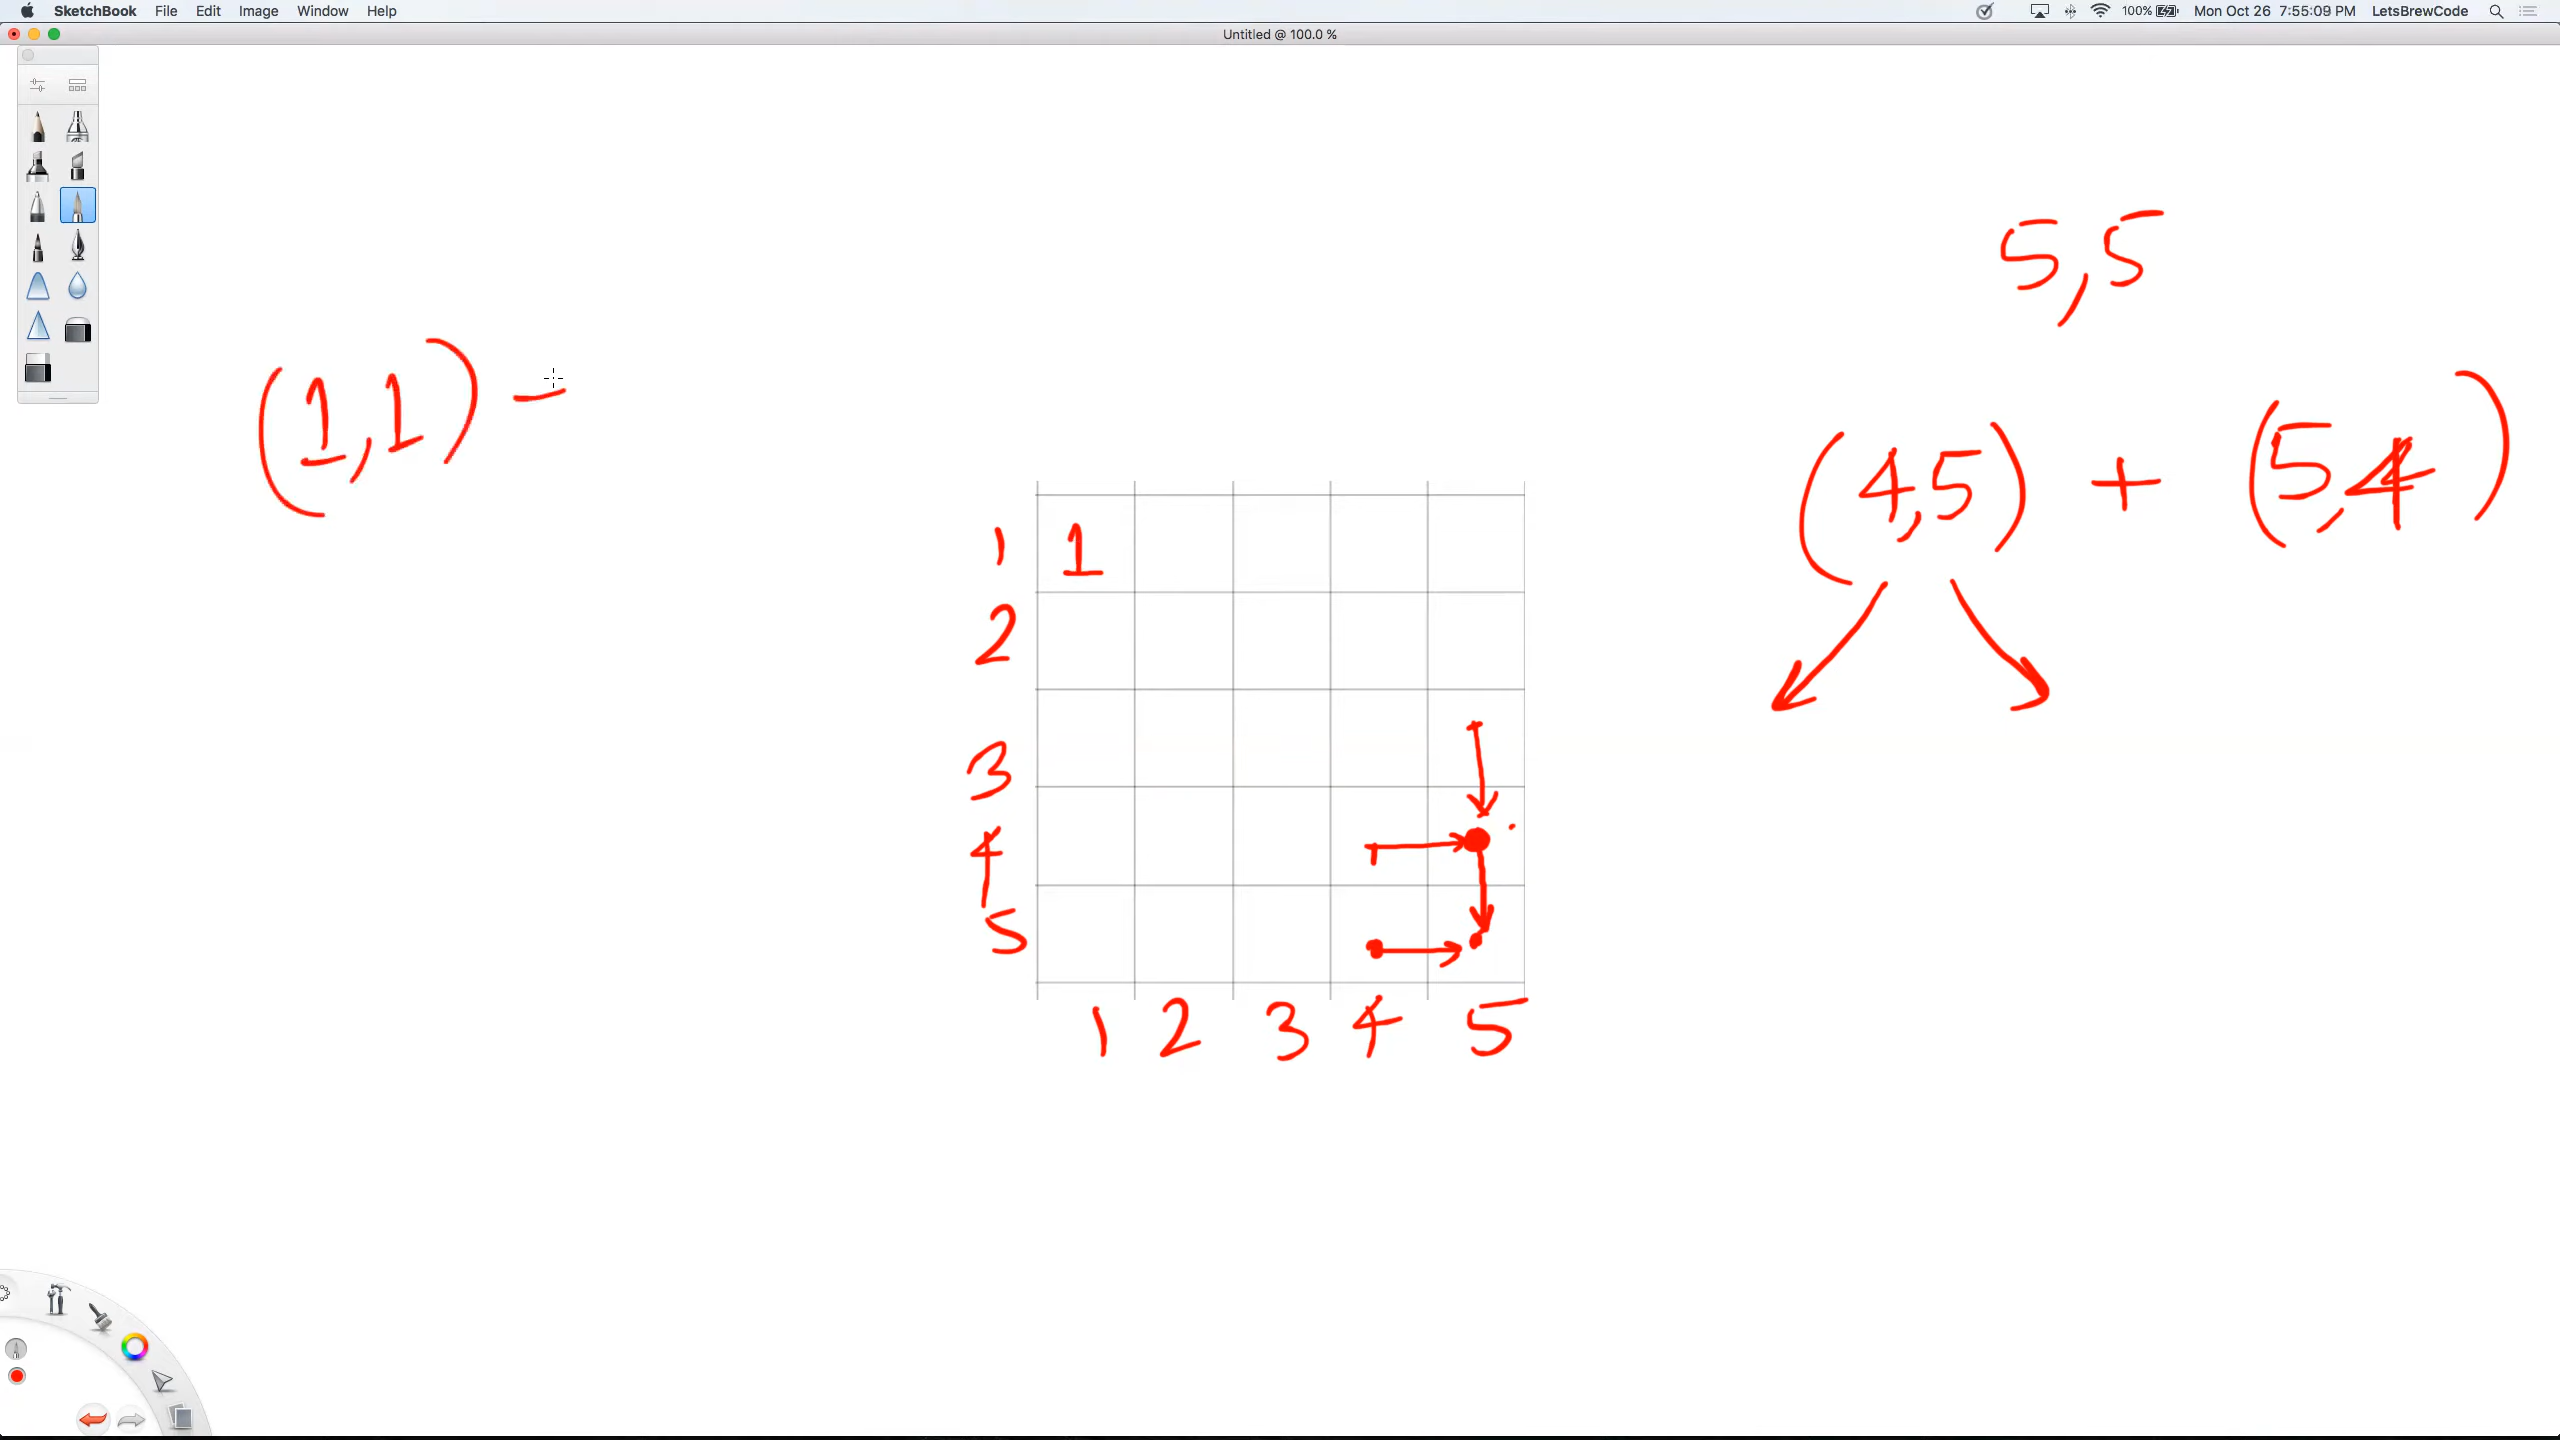 SketchBook File Edit Image Window Help 100% Mon Oct 26 7:55:09 PM LetsBrewCode
Untitled @ 100.0 %
5,5
(1,1) -
(4,5) + (5,4)
1 1
2
3
4
5
1 2 3 4 5